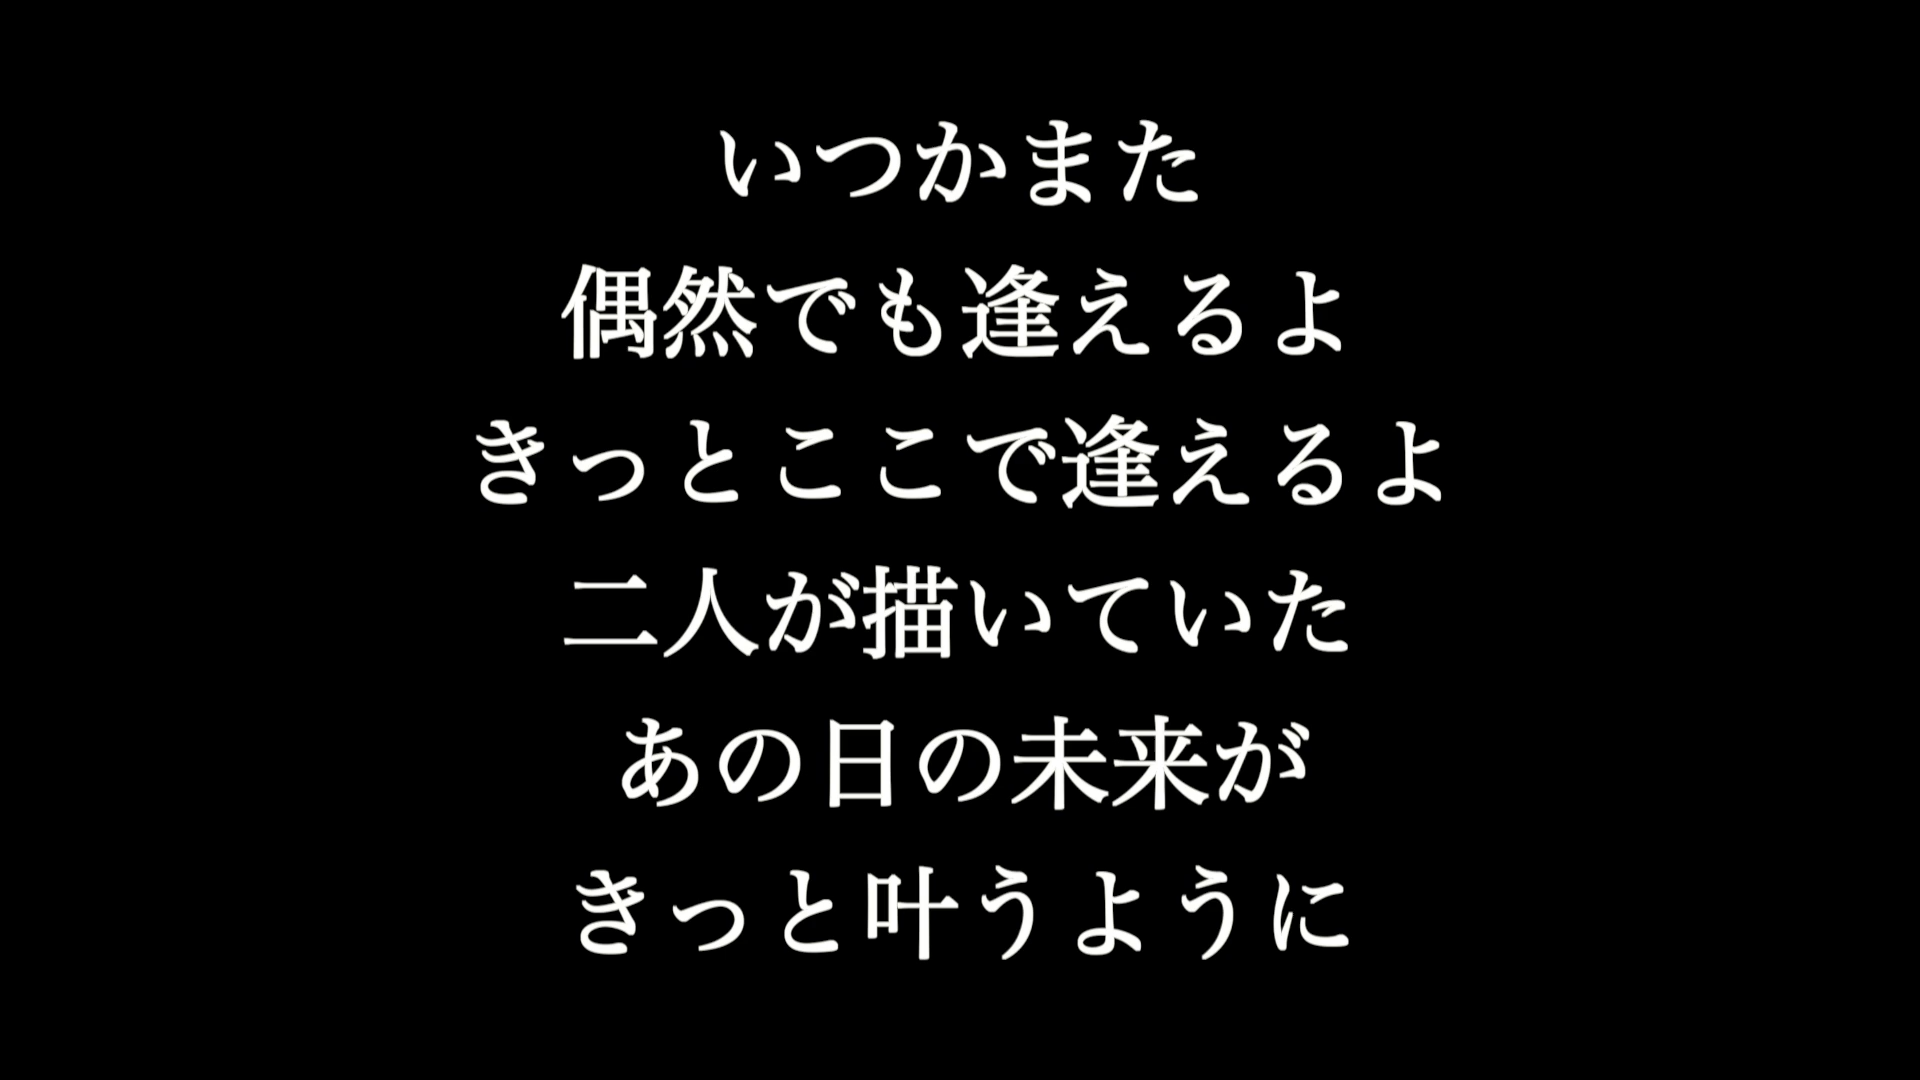 いつかまた
偶然でも逢えるよ
きっとここで逢えるよ
二人が描いていた
あの日の未来が
きっと叶うように